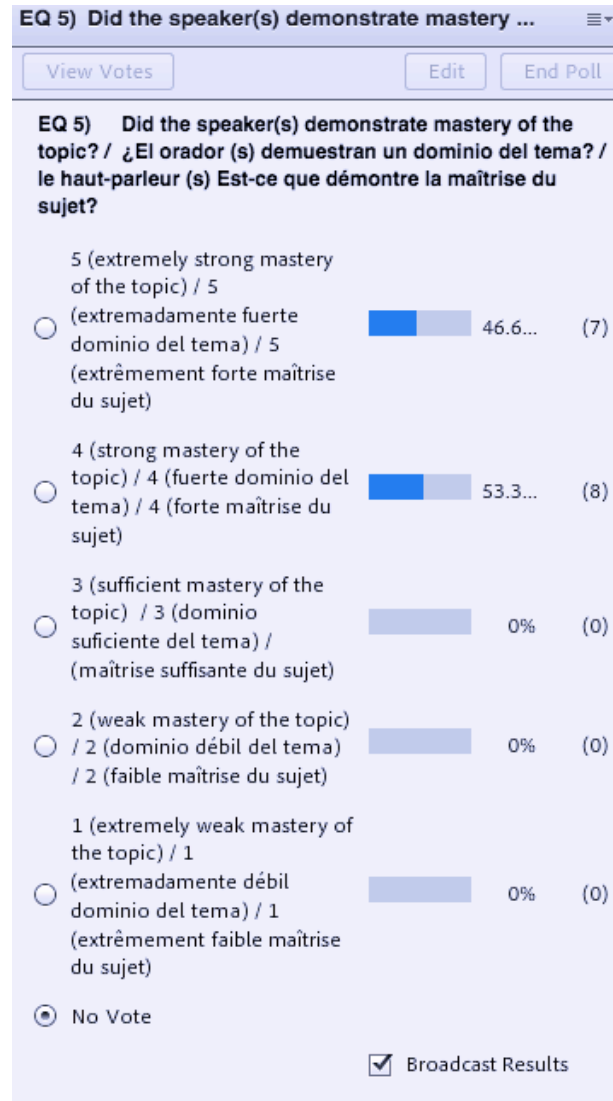 EQ 5) Did the speaker(s) demonstrate mastery ...
View Votes
Edit
End Poll
EQ 5) Did the speaker(s) demonstrate mastery of the
topic? / ¿El orador (s) demuestran un dominio del tema? /
le haut-parleur (s) Est-ce que démontre la maîtrise du
sujet?
5 (extremely strong mastery
of the topic) / 5
(extremadamente fuerte
dominio del tema) / 5
(extrêmement forte maîtrise
du sujet)
46.6... (7)
4 (strong mastery of the
topic) / 4 (fuerte dominio del
tema) / 4 (forte maîtrise du
sujet)
53.3... (8)
3 (sufficient mastery of the
topic) / 3 (dominio
suficiente del tema) /
(maîtrise suffisante du sujet)
0% (0)
2 (weak mastery of the topic)
/ 2 (dominio débil del tema)
/ 2 (faible maîtrise du sujet)
0% (0)
1 (extremely weak mastery of
the topic) / 1
(extremadamente débil
dominio del tema) / 1
(extrêmement faible maîtrise
du sujet)
0% (0)
No Vote
Broadcast Results